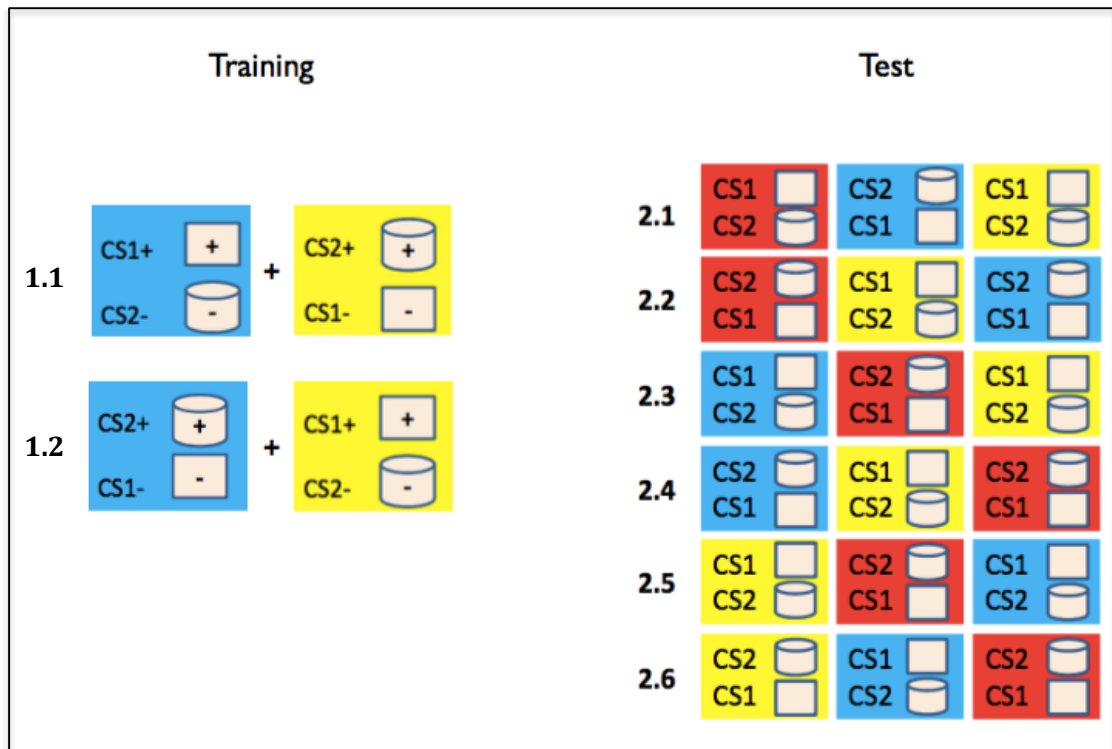 Training
Test
1.1
CS1+ +
CS2- -
+
CS2+ +
CS1- -
1.2
CS2+ +
CS1- -
+
CS1+ +
CS2- -
2.1
CS1
CS2
CS2
CS1
CS1
CS2
2.2
CS2
CS1
CS1
CS2
CS2
CS1
2.3
CS1
CS2
CS2
CS1
CS1
CS2
2.4
CS2
CS1
CS1
CS2
CS2
CS1
2.5
CS1
CS2
CS2
CS1
CS1
CS2
2.6
CS2
CS1
CS1
CS2
CS2
CS1